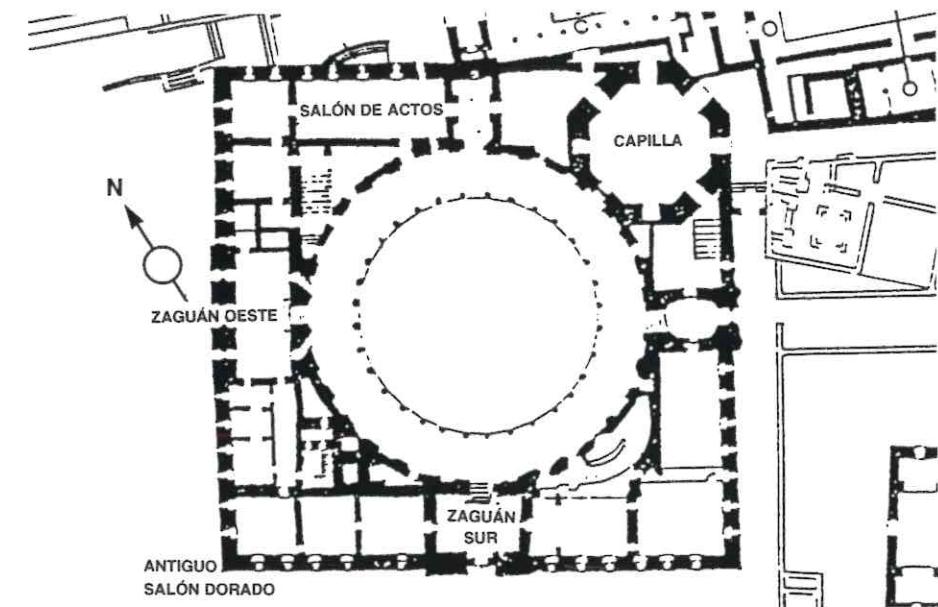 SALÓN DE ACTOS
CAPILLA
N
ZAGUÁN OESTE
ZAGUÁN
SUR
ANTIGUO
SALÓN DORADO